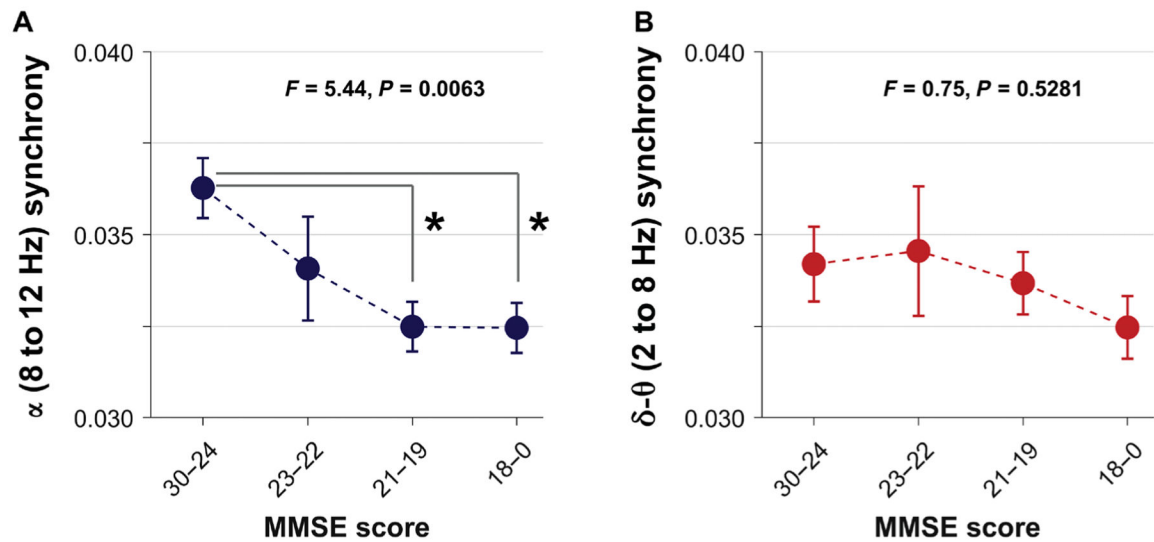 A
α (8 to 12 Hz) synchrony
0.040
0.035
0.030
F = 5.44, P = 0.0063
*
*
30–24
23–22
21–19
18–0
MMSE score
B
δ-θ (2 to 8 Hz) synchrony
0.040
0.035
0.030
F = 0.75, P = 0.5281
30–24
23–22
21–19
18–0
MMSE score